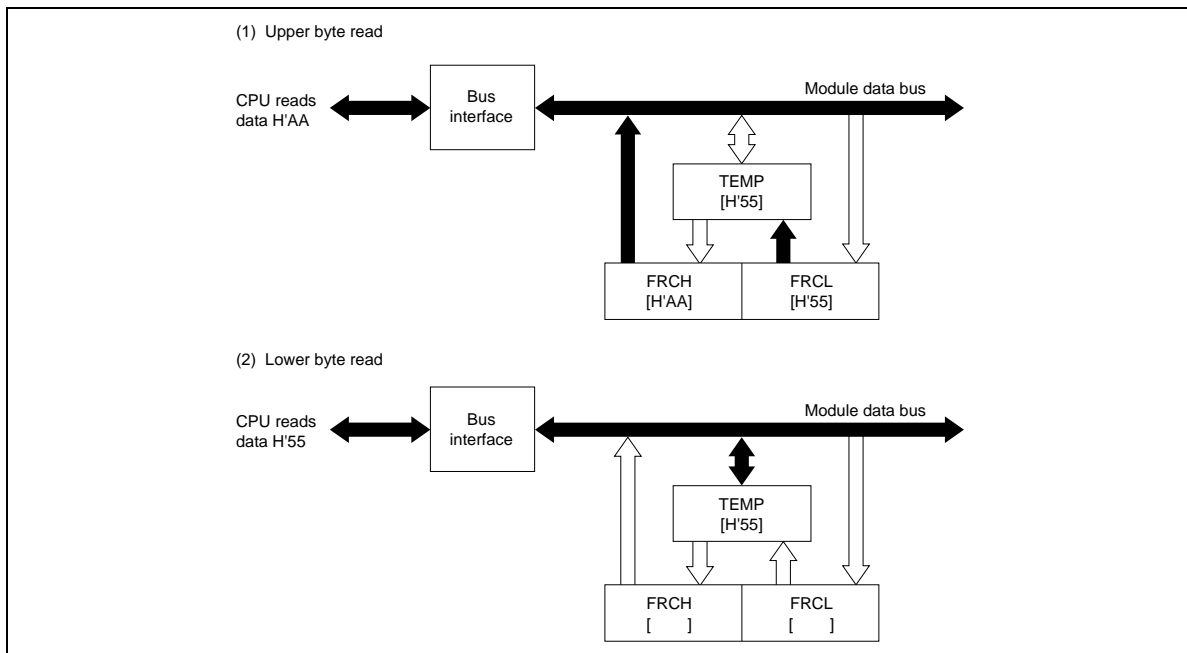 (1) Upper byte read
CPU reads
data H'AA
Bus
interface
Module data bus
TEMP
[H'55]
FRCH
[H'AA]
FRCL
[H'55]
(2) Lower byte read
CPU reads
data H'55
Bus
interface
Module data bus
TEMP
[H'55]
FRCH
[ ]
FRCL
[ ]